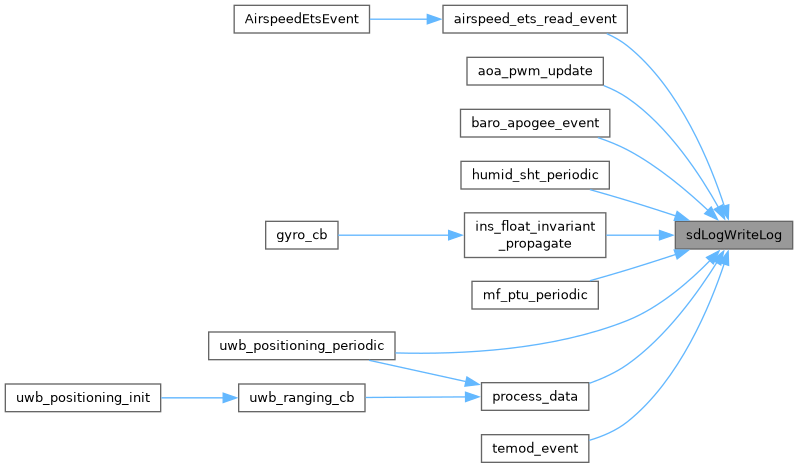 AirspeedEtsEvent
airspeed_ets_read_event
aoa_pwm_update
baro_apogee_event
humid_sht_periodic
gyro_cb
ins_float_invariant
_propagate
sdLogWriteLog
mf_ptu_periodic
uwb_positioning_periodic
uwb_positioning_init
uwb_ranging_cb
process_data
temod_event